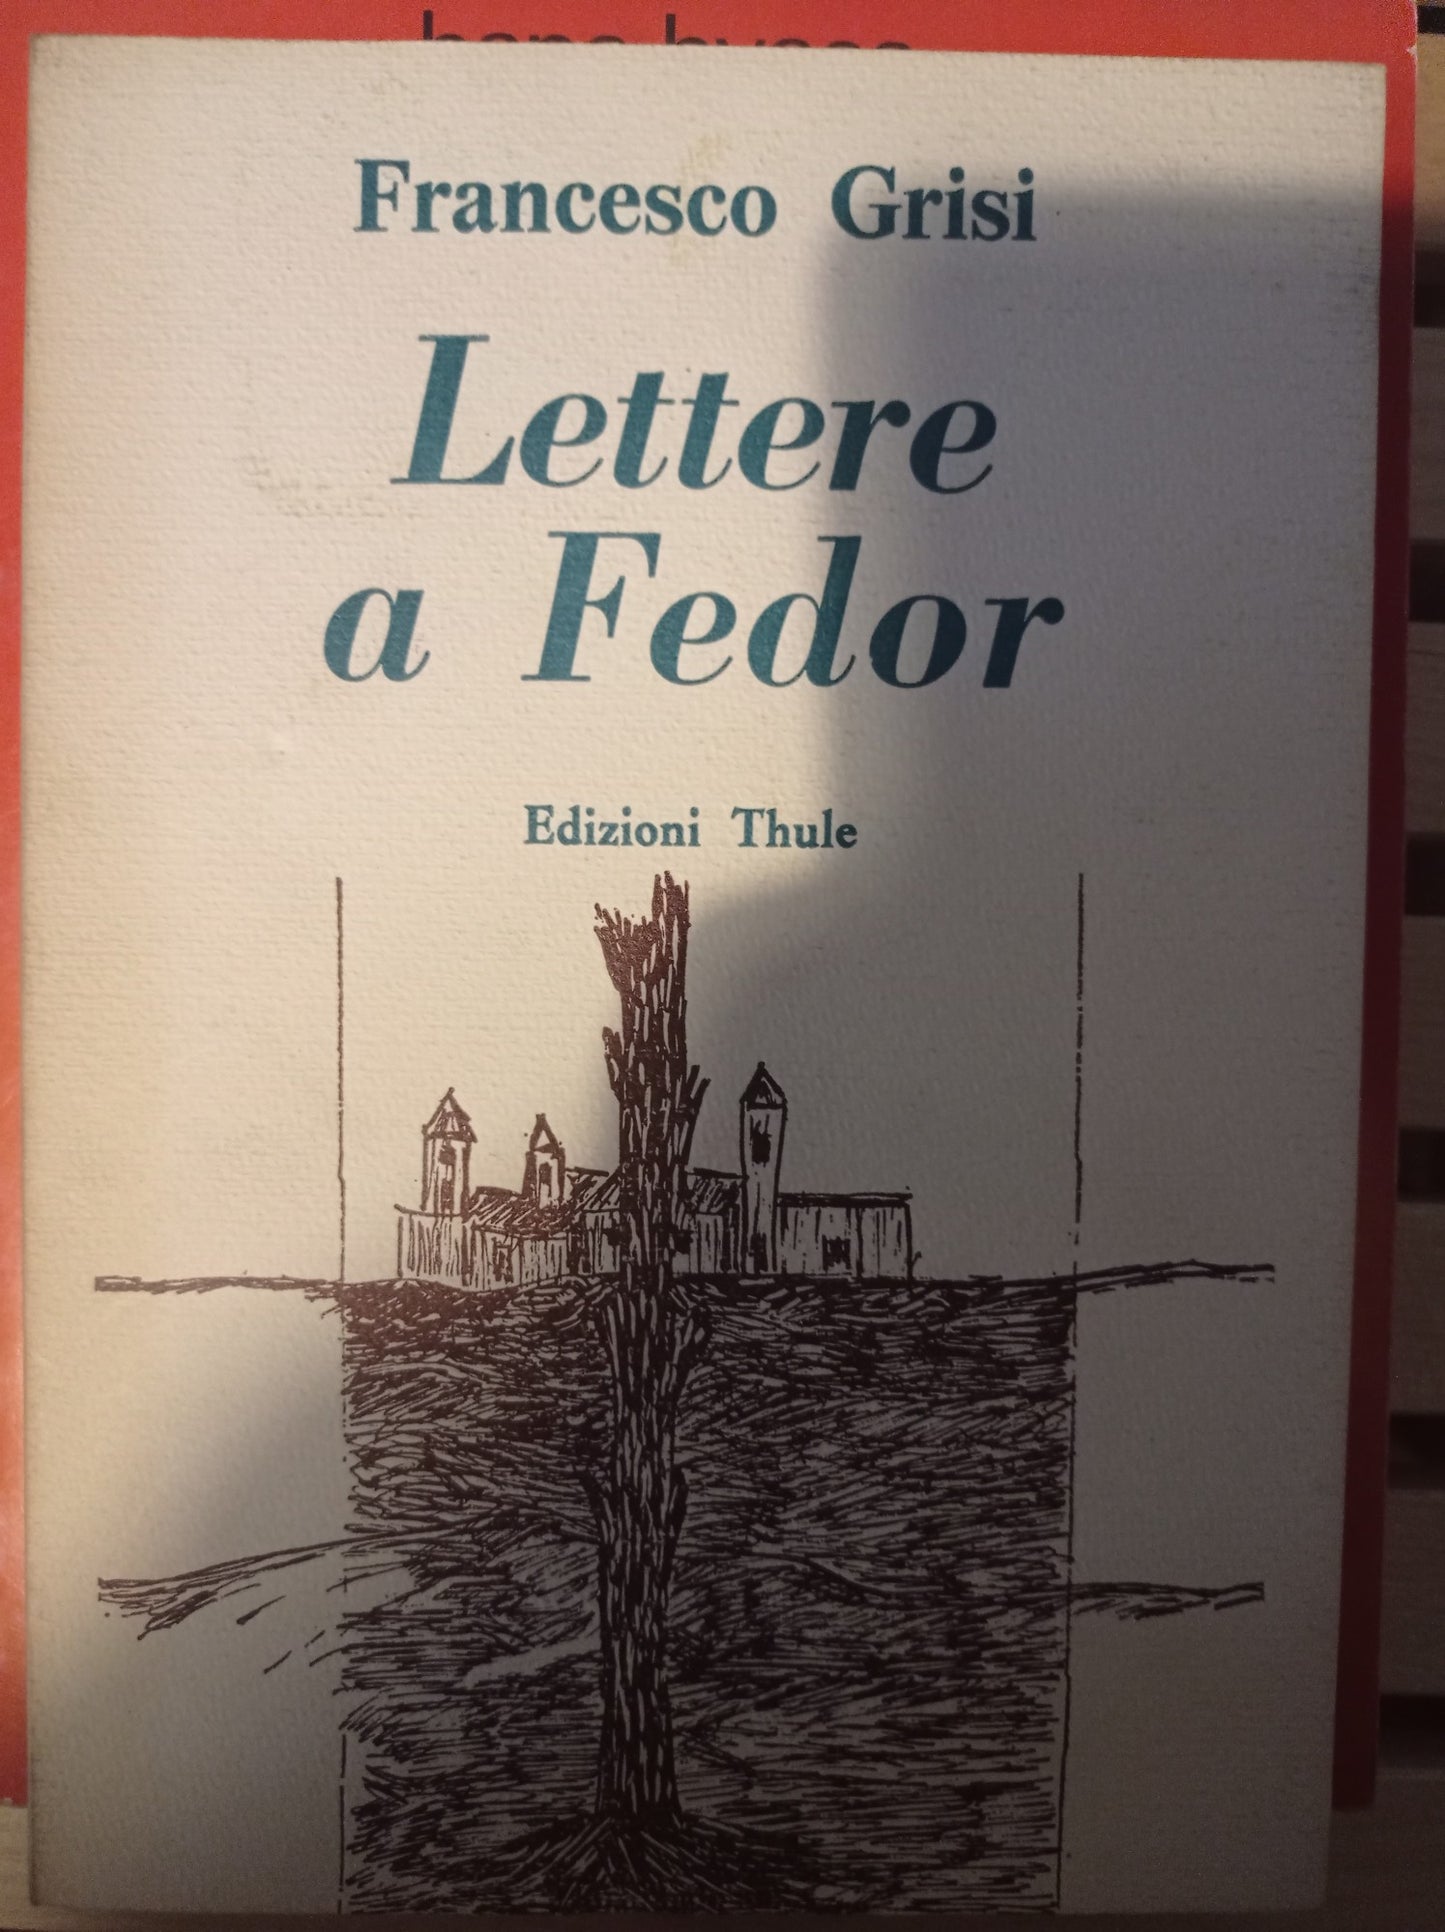 Francesco Grisi
Lettere
a Fedor
Edizioni Thule